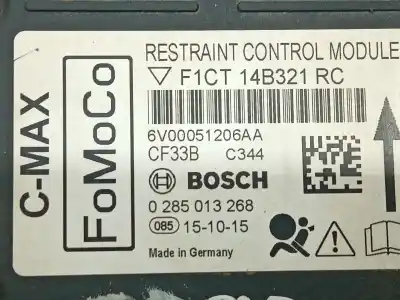 RESTRAINT CONTROL MODULE
F1CT 14B321 RC
C-MAX
FoMoCo
6V00051206AA
CF33B C344
BOSCH
0 285 013 268
085 15-10-15
Made in Germany